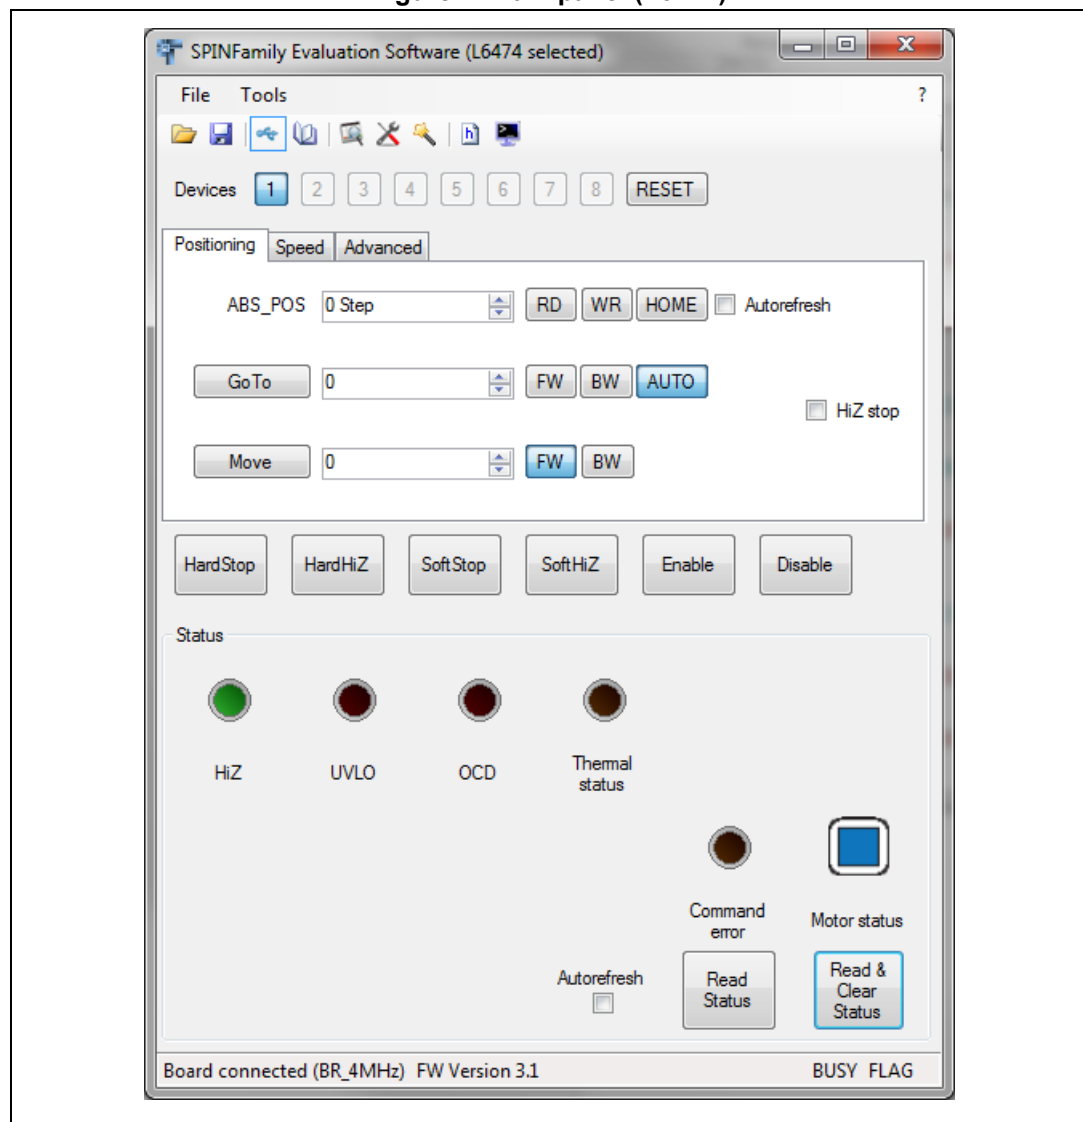 SPINFamily Evaluation Software (L6474 selected)
File Tools ?
Devices 1 2 3 4 5 6 7 8 RESET
Positioning Speed Advanced
ABS_POS 0 Step RD WR HOME Autorefresh
GoTo 0 FW BW AUTO
HiZ stop
Move 0 FW BW
HardStop HardHiZ SoftStop SoftHiZ Enable Disable
Status
HiZ UVLO OCD Thermal
status
Command
error
Motor status
Autorefresh
Read
Status
Read &
Clear
Status
Board connected (BR_4MHz) FW Version 3.1 BUSY FLAG